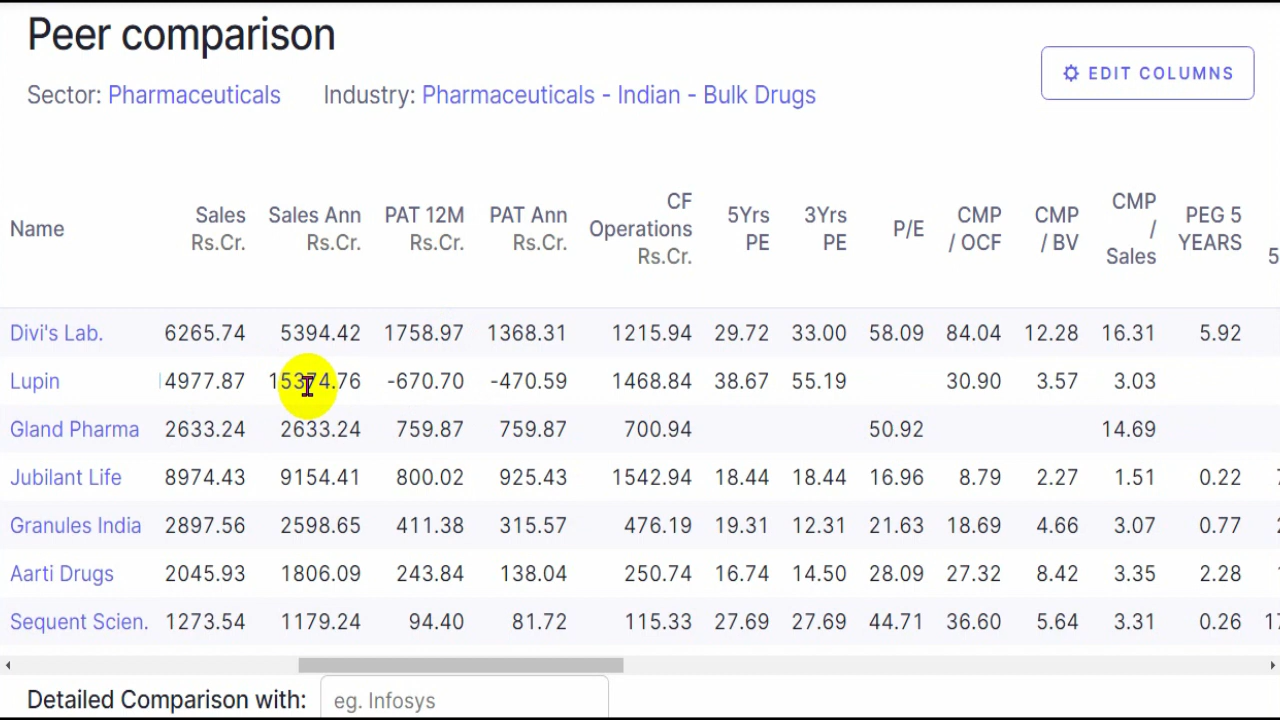 Peer comparison
EDIT COLUMNS
Sector: Pharmaceuticals Industry: Pharmaceuticals - Indian - Bulk Drugs
Name Sales Rs.Cr. Sales Ann Rs.Cr. PAT 12M Rs.Cr. PAT Ann Rs.Cr. CF Operations Rs.Cr. 5Yrs PE 3Yrs PE P/E CMP / OCF CMP / BV CMP / Sales PEG 5 YEARS 5
Divi's Lab. 6265.74 5394.42 1758.97 1368.31 1215.94 29.72 33.00 58.09 84.04 12.28 16.31 5.92
Lupin 4977.87 15374.76 -670.70 -470.59 1468.84 38.67 55.19 30.90 3.57 3.03
Gland Pharma 2633.24 2633.24 759.87 759.87 700.94 50.92 14.69
Jubilant Life 8974.43 9154.41 800.02 925.43 1542.94 18.44 18.44 16.96 8.79 2.27 1.51 0.22
Granules India 2897.56 2598.65 411.38 315.57 476.19 19.31 12.31 21.63 18.69 4.66 3.07 0.77
Aarti Drugs 2045.93 1806.09 243.84 138.04 250.74 16.74 14.50 28.09 27.32 8.42 3.35 2.28
Sequent Scien. 1273.54 1179.24 94.40 81.72 115.33 27.69 27.69 44.71 36.60 5.64 3.31 0.26
Detailed Comparison with: eg. Infosys